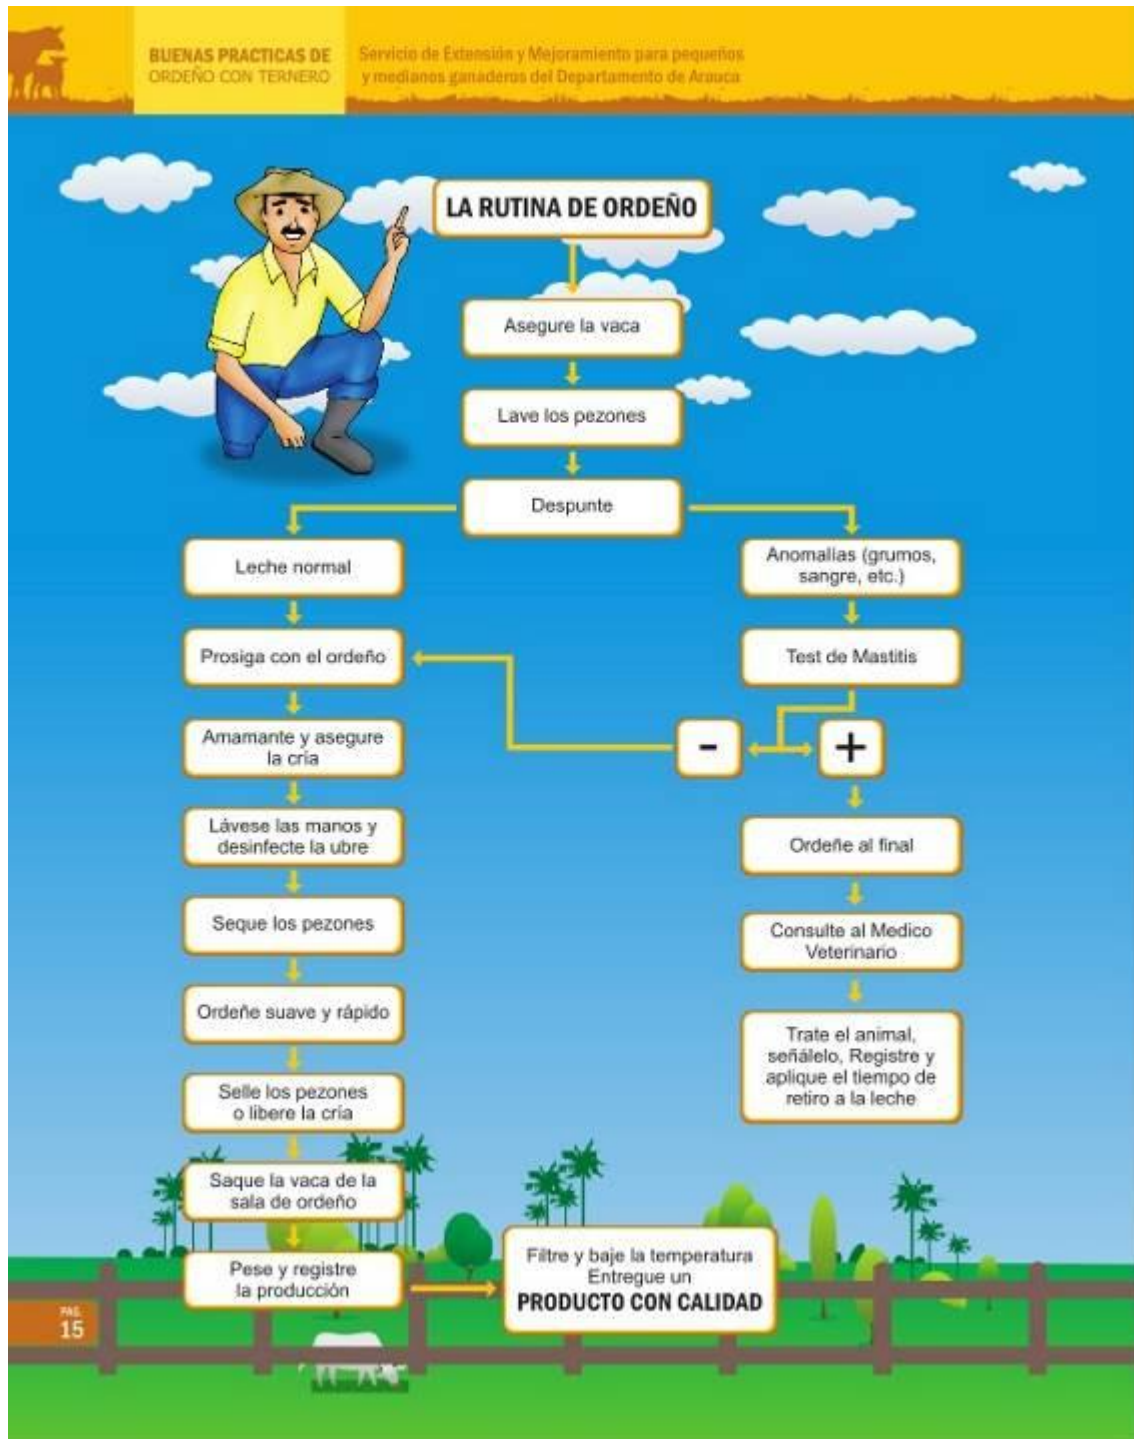 BUENAS PRACTICAS DE
ORDEÑO CON TERNERO
Servicio de Extensión y Mejoramiento para pequeños
y medianos ganaderos del Departamento de Arauca
LA RUTINA DE ORDEÑO
Asegure la vaca
Lave los pezones
Despunte
Leche normal
Prosiga con el ordeño
Amamante y asegure
la cría
Lávese las manos y
desinfecte la ubre
Seque los pezones
Ordeñe suave y rápido
Selle los pezones
o libere la cría
Saque la vaca de la
sala de ordeño
Pese y registre
la producción
Anomalías (grumos,
sangre, etc.)
Test de Mastitis
-
+
Ordeñe al final
Consulte al Medico
Veterinario
Trate el animal,
señálelo, Registre y
aplique el tiempo de
retiro a la leche
Filtre y baje la temperatura
Entregue un
PRODUCTO CON CALIDAD
PAG.
15